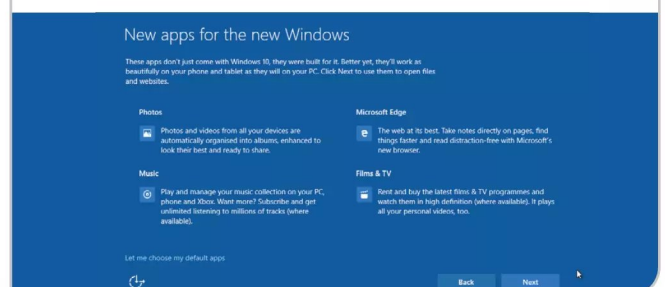 New apps for the new Windows
These apps don't just come with Windows 10, they were built for it. Better yet, they'll work as
beautifully on your phone and tablet as they will on your PC. Click Next to use them to open files
and websites.
Photos
Photos and videos from all your devices are
automatically organised into albums, enhanced to
look their best and ready to share.
Microsoft Edge
The web at its best. Take notes directly on pages, find
things faster and read distraction-free with Microsoft's
new browser.
Music
Play and manage your music collection on your PC,
phone and Xbox. Want more? Subscribe and get
unlimited listening to millions of tracks (where
available).
Films & TV
Rent and buy the latest films & TV programmes and
watch them in high definition (where available). It plays
all your personal videos, too.
Let me choose my default apps
Back
Next